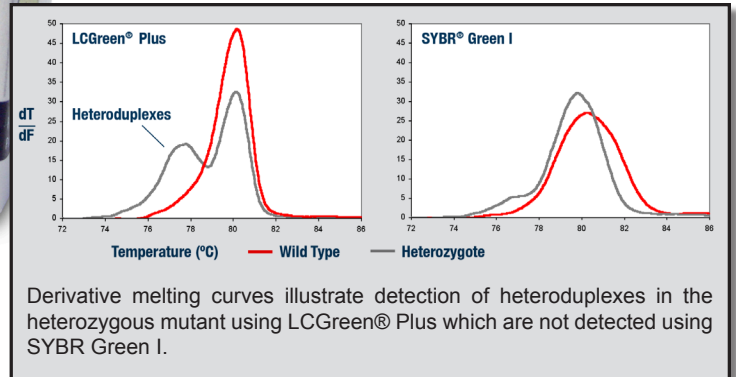 LCGreen® Plus
50
45
40
35
30
25
20
15
10
5
0
dT
dF
Heteroduplexes
72 74 76 78 80 82 84 86
SYBR® Green I
50
45
40
35
30
25
20
15
10
5
0
72 74 76 78 80 82 84 86
Temperature (ºC) Wild Type Heterozygote
Derivative melting curves illustrate detection of heteroduplexes in the
heterozygous mutant using LCGreen® Plus which are not detected using
SYBR Green I.